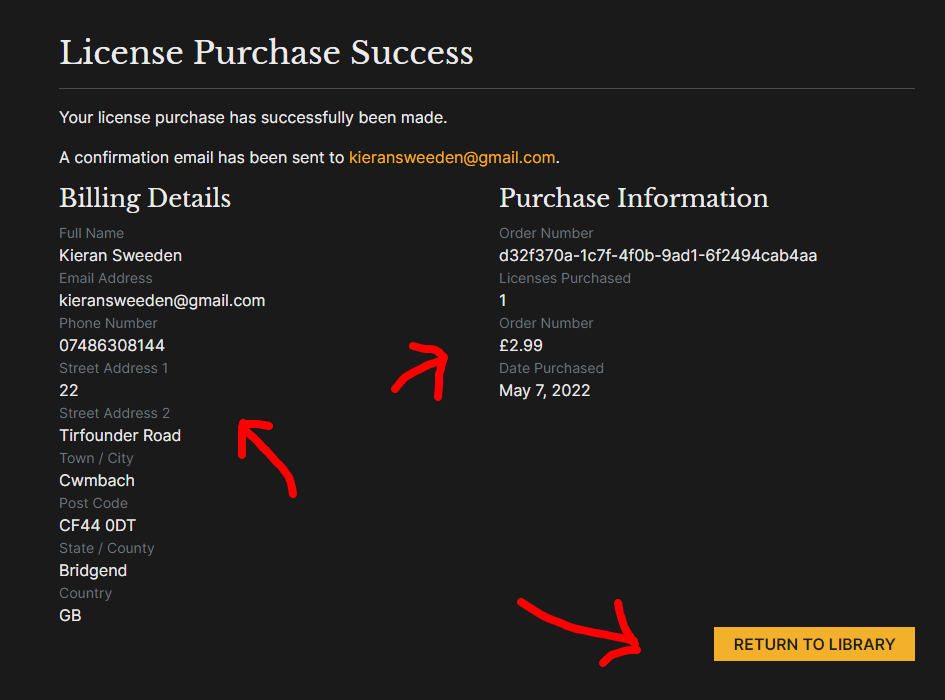 License Purchase Success
Your license purchase has successfully been made.
A confirmation email has been sent to kieransweeden@gmail.com.
Billing Details
Full Name
Kieran Sweeden
Email Address
kieransweeden@gmail.com
Phone Number
07486308144
Street Address 1
22
Street Address 2
Tirfounder Road
Town / City
Cwmbach
Post Code
CF44 0DT
State / County
Bridgend
Country
GB
Purchase Information
Order Number
d32f370a-1c7f-4f0b-9ad1-6f2494cab4aa
Licenses Purchased
1
Order Number
£2.99
Date Purchased
May 7, 2022
RETURN TO LIBRARY